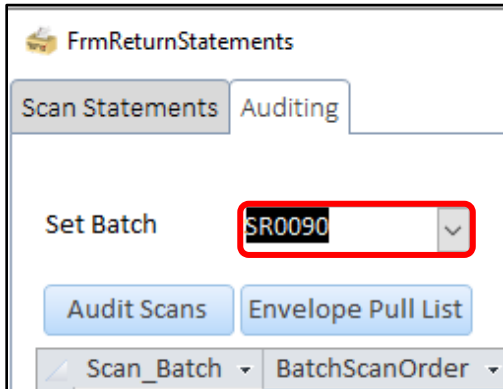 FrmReturnStatements
Scan Statements Auditing
Set Batch SR0090
Audit Scans Envelope Pull List
Scan_Batch BatchScanOrder